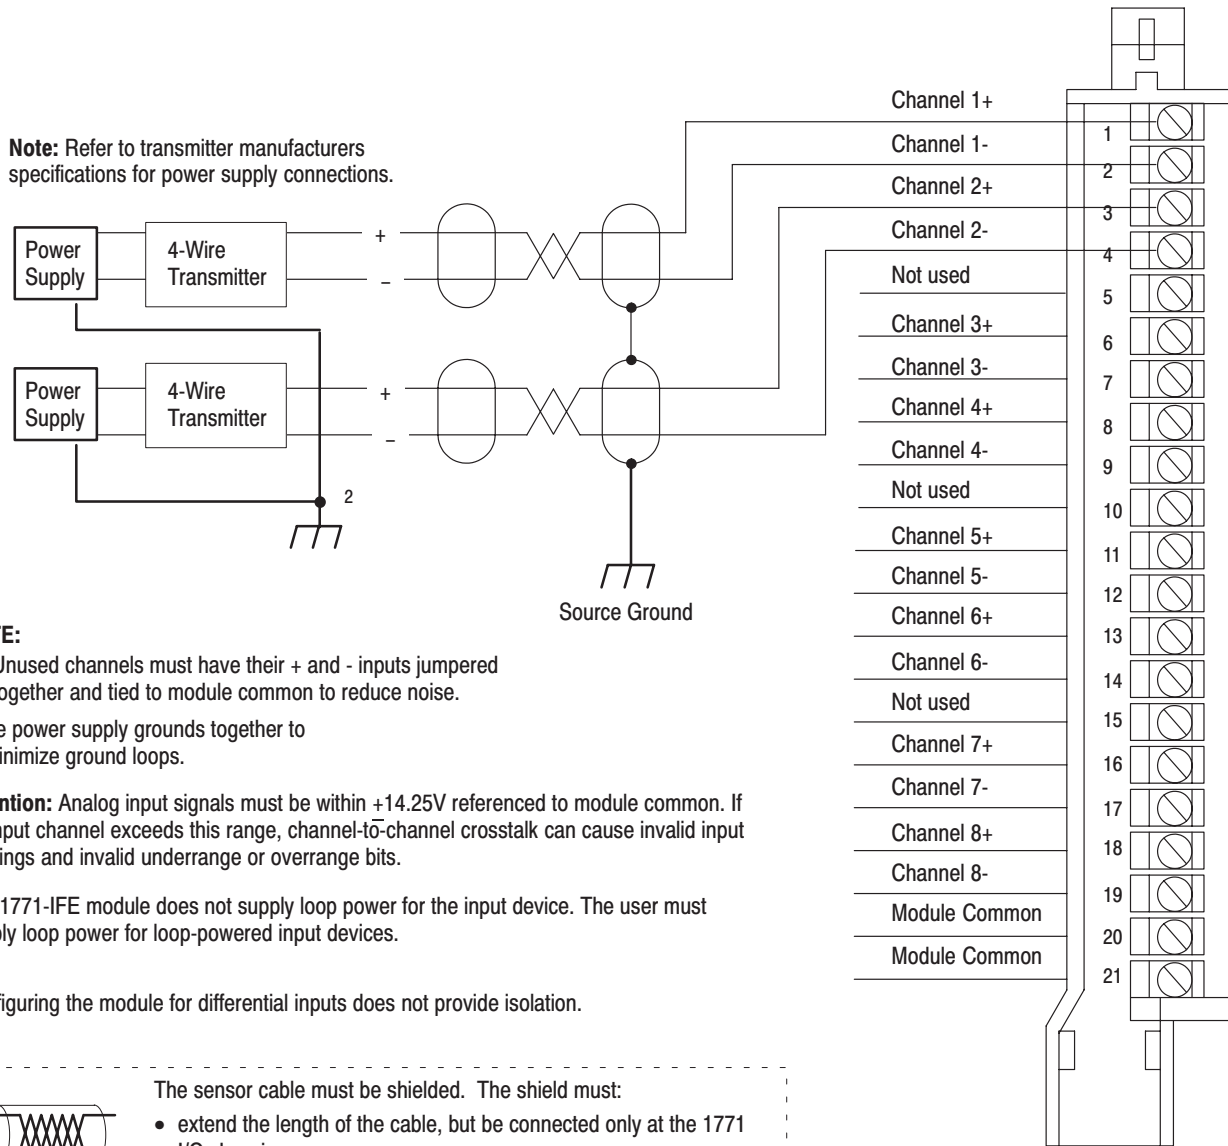 Note: Refer to transmitter manufacturers
specifications for power supply connections.
Power
Supply
4-Wire
Transmitter
+
–
Power
Supply
4-Wire
Transmitter
+
–
2
Source Ground
Channel 1+
Channel 1-
Channel 2+
Channel 2-
Not used
Channel 3+
Channel 3-
Channel 4+
Channel 4-
Not used
Channel 5+
Channel 5-
Channel 6+
Channel 6-
Not used
Channel 7+
Channel 7-
Channel 8+
Channel 8-
Module Common
Module Common
1
2
3
4
5
6
7
8
9
10
11
12
13
14
15
16
17
18
19
20
21
TE:
Unused channels must have their + and - inputs jumpered
ogether and tied to module common to reduce noise.
e power supply grounds together to
inimize ground loops.
ntion: Analog input signals must be within ±14.25V referenced to module common. If
nput channel exceeds this range, channel-to-channel crosstalk can cause invalid input
ings and invalid underrange or overrange bits.
1771-IFE module does not supply loop power for the input device. The user must
ly loop power for loop-powered input devices.
figuring the module for differential inputs does not provide isolation.
The sensor cable must be shielded. The shield must:
• extend the length of the cable, but be connected only at the 1771